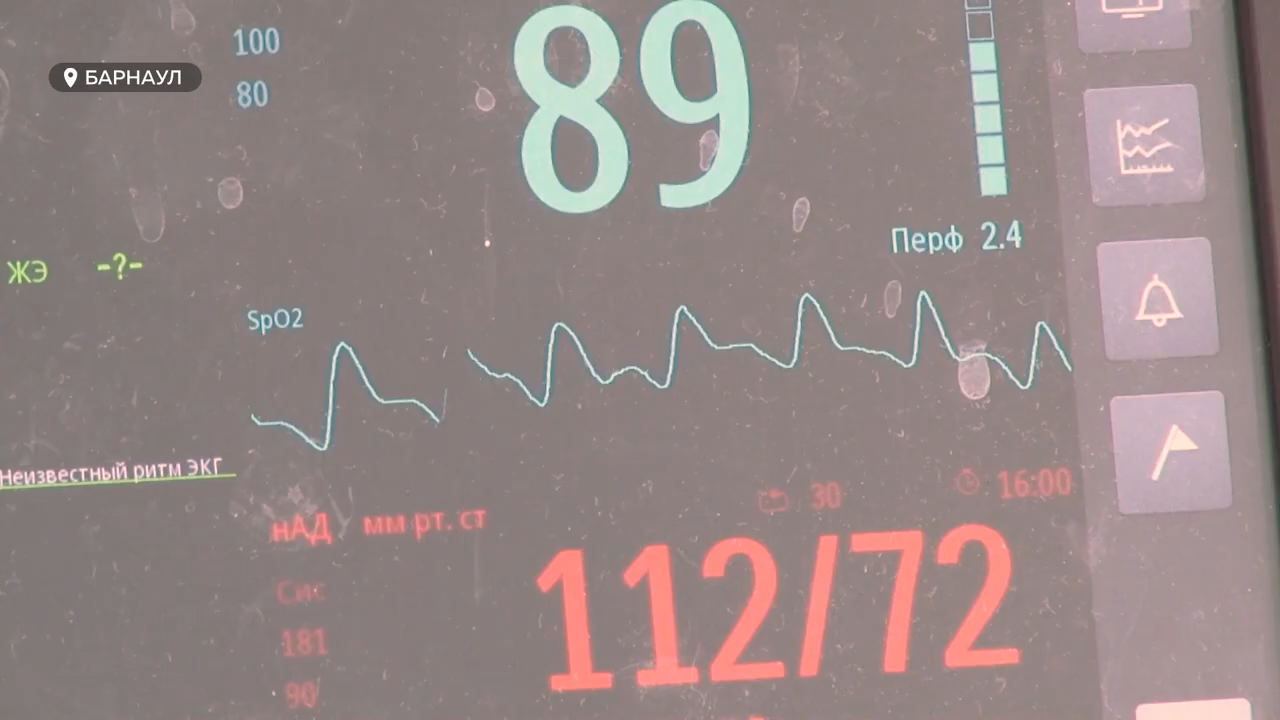 БАРНАУЛ
100
80
89
Перф 2.4
ЖЭ -?-
SpO2
Неизвестный ритм ЭКГ
нАД мм рт. ст
30
16:00
Сис
181
90
112/72